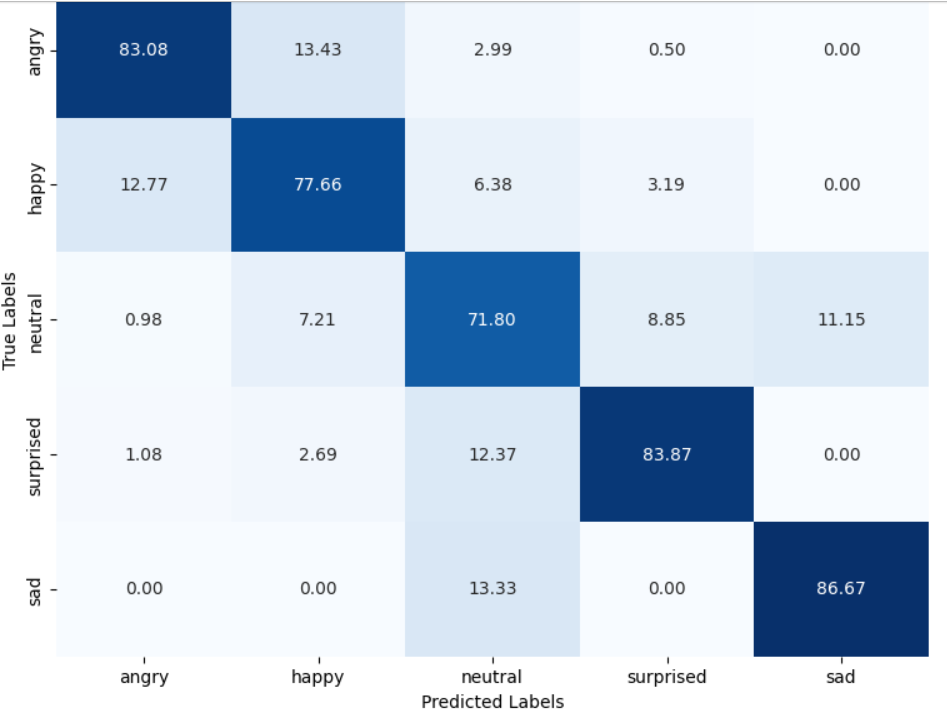 True Labels
angry 83.08 13.43 2.99 0.50 0.00
happy 12.77 77.66 6.38 3.19 0.00
neutral 0.98 7.21 71.80 8.85 11.15
surprised 1.08 2.69 12.37 83.87 0.00
sad 0.00 0.00 13.33 0.00 86.67
angry happy neutral surprised sad
Predicted Labels